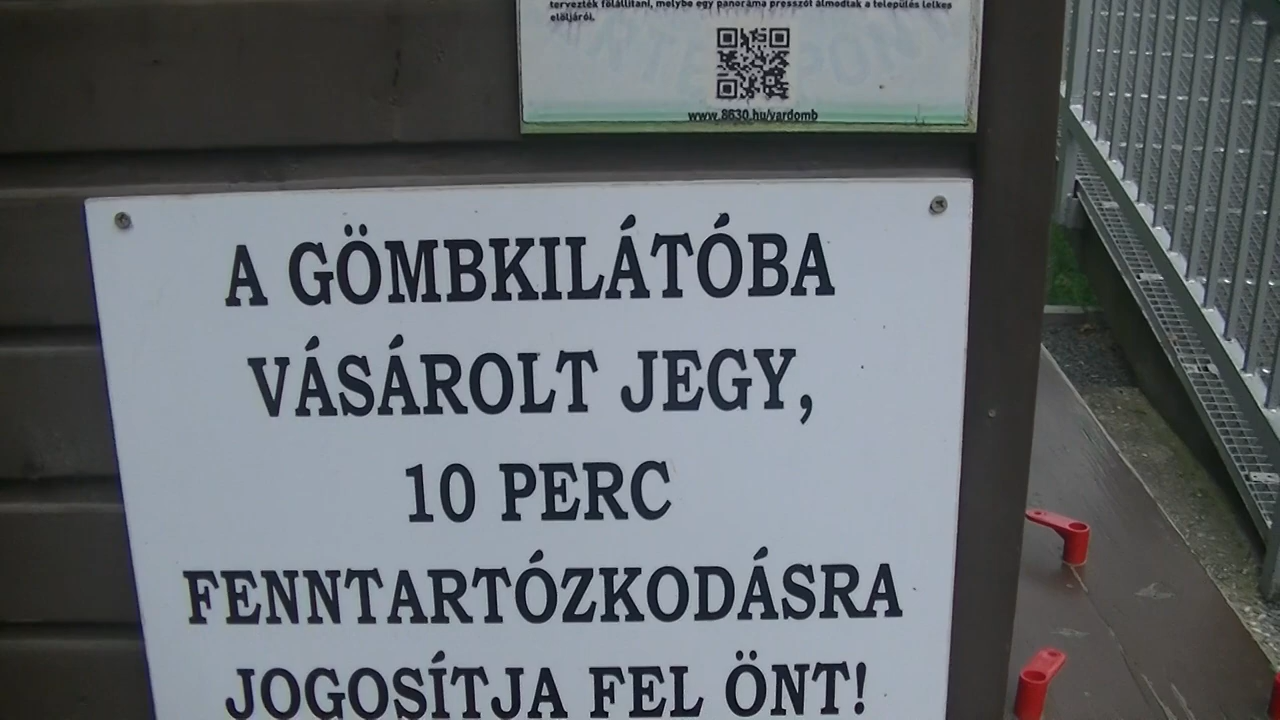 tervezték fölállítani, melybe egy panoráma presszót álmodtak a település lelkes
elöljárói.
www.8630.hu/vardomb
A GÖMBKILÁTÓBA
VÁSÁROLT JEGY,
10 PERC
FENNTARTÓZKODÁSRA
JOGOSÍTJA FEL ÖNT!